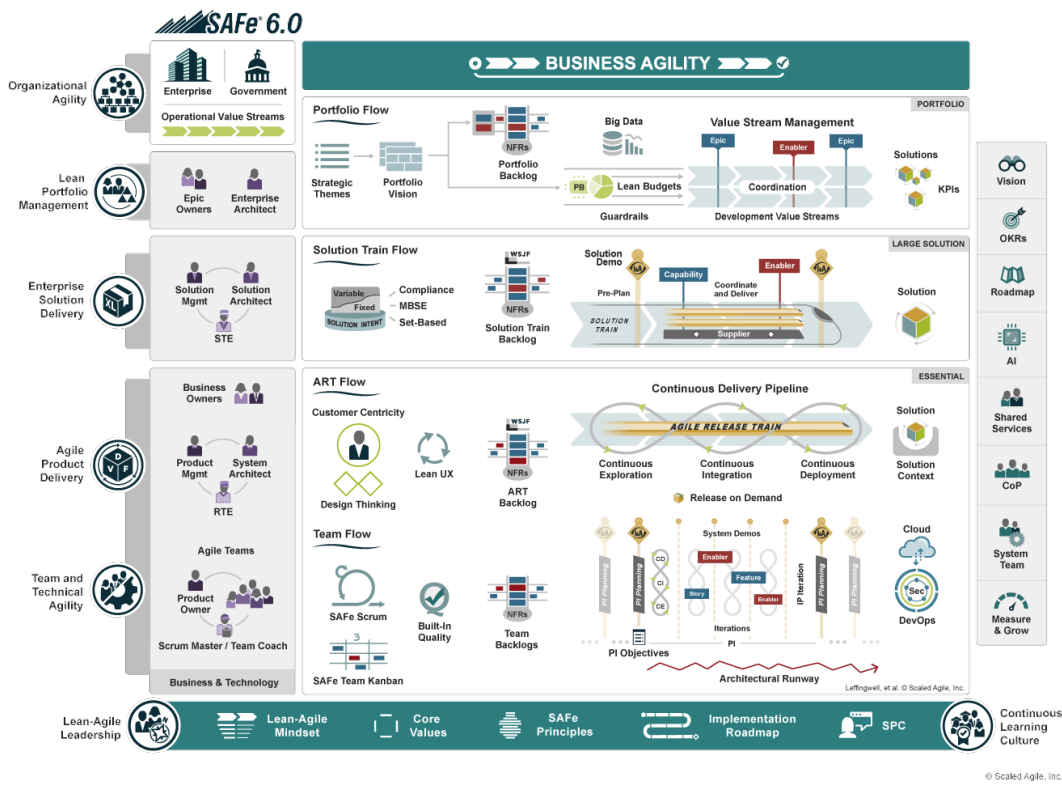 SAFe® 6.0
Organizational
Agility
Enterprise
Government
Operational Value Streams
BUSINESS AGILITY
PORTFOLIO
Portfolio Flow
Strategic
Themes
Portfolio
Vision
NFRs
Portfolio
Backlog
Big Data
PB
Lean Budgets
Guardrails
Value Stream Management
Epic
Enabler
Epic
Coordination
Development Value Streams
Solutions
KPIs
Lean
Portfolio
Management
Epic
Owners
Enterprise
Architect
LARGE SOLUTION
Enterprise
Solution
Delivery
XL
Solution
Mgmt
Solution
Architect
STE
Solution Train Flow
Variable
Fixed
SOLUTION INTENT
Compliance
MBSE
Set-Based
WSJF
NFRs
Solution Train
Backlog
Solution
Demo
Pre-Plan
I&A
Capability
Coordinate
and Deliver
Enabler
I&A
SOLUTION
TRAIN
Supplier
Solution
ESSENTIAL
Agile
Product
Delivery
D
V
F
Business
Owners
Product
Mgmt
System
Architect
RTE
ART Flow
Customer Centricity
Lean UX
Design Thinking
WSJF
NFRs
ART
Backlog
Continuous Delivery Pipeline
AGILE RELEASE TRAIN
Continuous
Exploration
Continuous
Integration
Continuous
Deployment
Release on Demand
Solution
Solution
Context
Team and
Technical
Agility
Agile Teams
Product
Owner
Scrum Master / Team Coach
Business & Technology
Team Flow
SAFe Scrum
3
SAFe Team Kanban
Built-In
Quality
NFRs
Team
Backlogs
I&A
PI Planning
I&A
PI Planning
CD
CI
CE
System Demos
Enabler
Feature
Story
Enabler
Iterations
IP Iteration
I&A
PI Planning
I&A
PI Planning
PI
PI Objectives
Architectural Runway
Cloud
Sec
DevOps
Leffingwell, et al. © Scaled Agile, Inc.
Vision
OKRs
Roadmap
AI
Shared
Services
CoP
System
Team
Measure
& Grow
Lean-Agile
Leadership
Lean-Agile
Mindset
Core
Values
SAFe
Principles
Implementation
Roadmap
SPC
Continuous
Learning
Culture
© Scaled Agile, Inc.